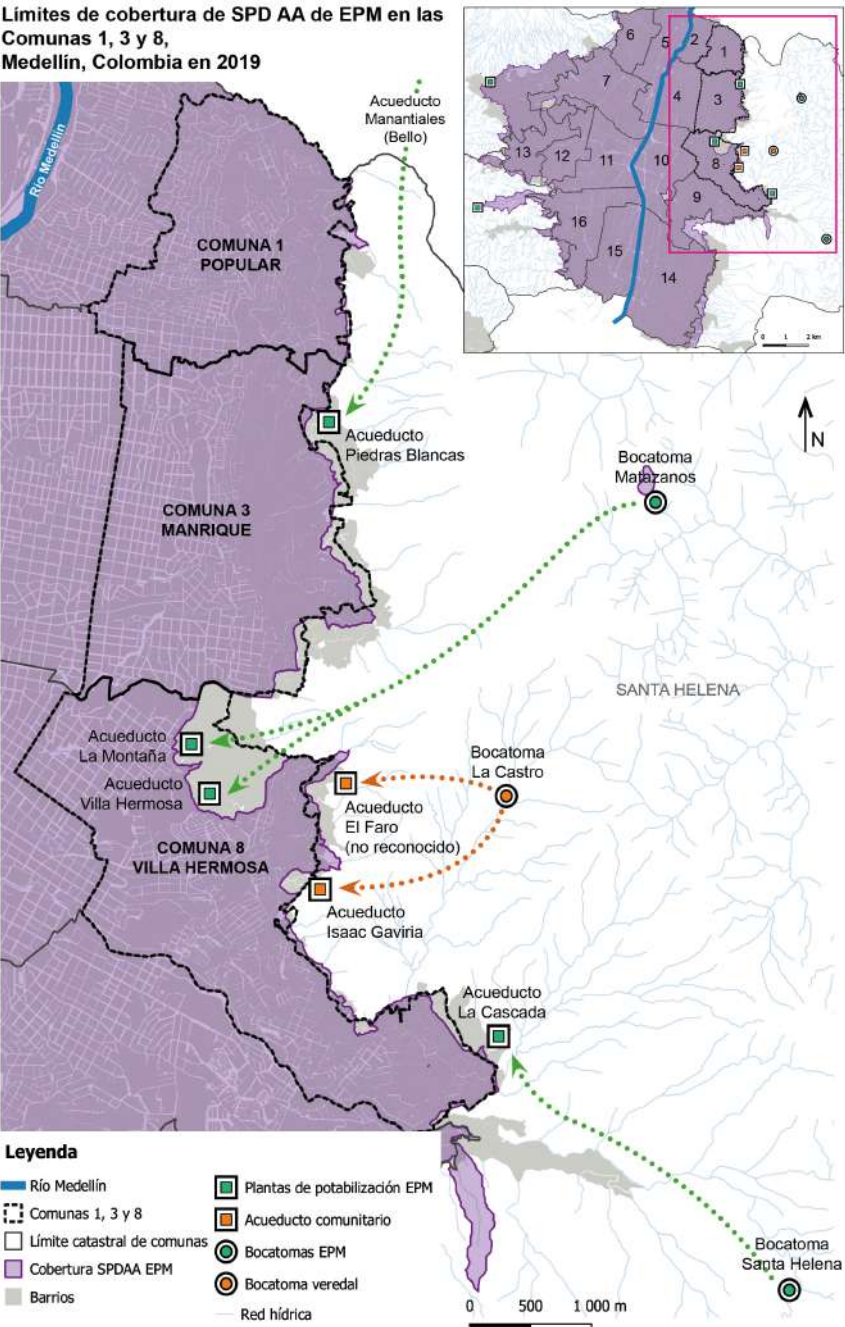 Límites de cobertura de SPD AA de EPM en las
Comunas 1, 3 y 8,
Medellín, Colombia en 2019
Río Medellín
Acueducto
Manantiales
(Bello)
COMUNA 1
POPULAR
6
5
2
1
7
4
3
13
12
11
10
8
9
16
15
14
0 1 2 km
N
Acueducto
Piedras Blancas
Bocatoma
Matazanos
COMUNA 3
MANRIQUE
SANTA HELENA
Acueducto
La Montaña
Acueducto
Villa Hermosa
Bocatoma
La Castro
Acueducto
El Faro
(no reconocido)
COMUNA 8
VILLA HERMOSA
Acueducto
Isaac Gaviria
Acueducto
La Cascada
Bocatoma
Santa Helena
Leyenda
Río Medellín
Comunas 1, 3 y 8
Límite catastral de comunas
Cobertura SPDAA EPM
Barrios
Plantas de potabilización EPM
Acueducto comunitario
Bocatomas EPM
Bocatoma veredal
Red hídrica
0 500 1 000 m